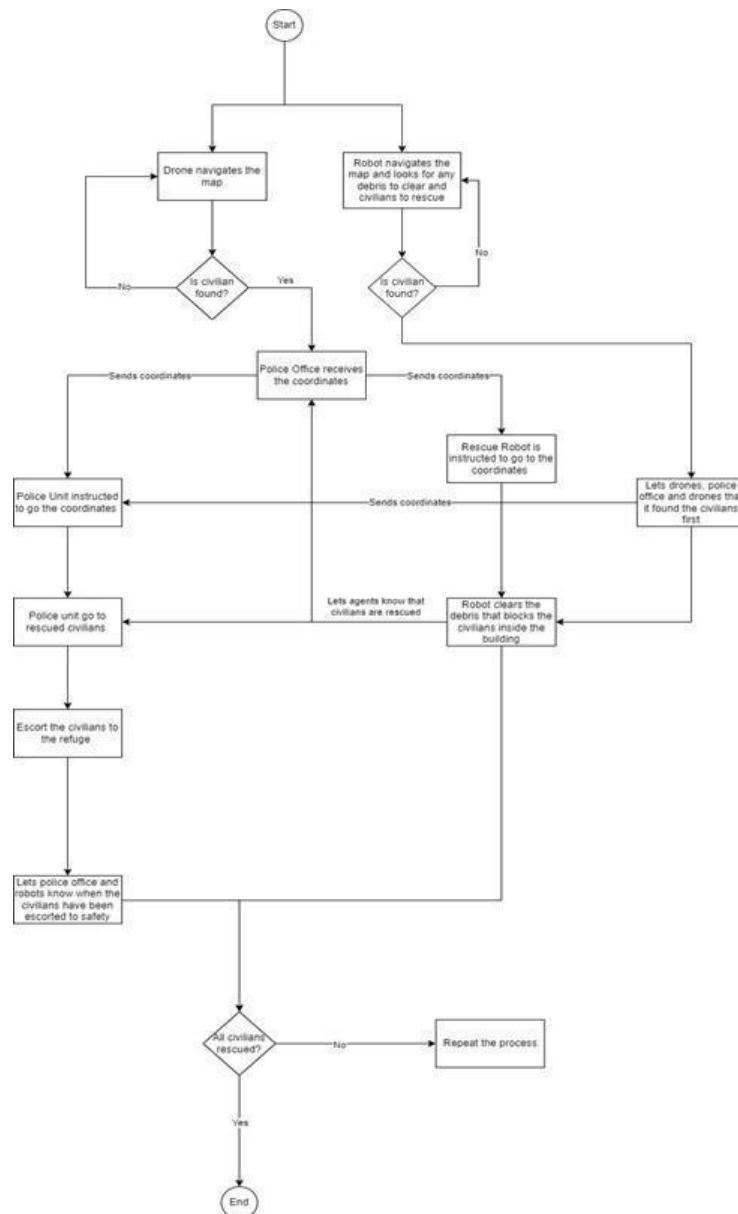 Start
Drone navigates the
map
Robot navigates the
map and looks for any
debris to clear and
civilians to rescue
No
Is civilian
found?
Yes
Is civilian
found?
No
Police Office receives
the coordinates
Sends coordinates
Sends coordinates
Rescue Robot is
instructed to go to the
coordinates
Police Unit instructed
to go the coordinates
Sends coordinates
Lets drones, police
office and drones tha
it found the civilians
first
Police unit go to
rescued civilians
Lets agents know that
civilians are rescued
Robot clears the
debris that blocks the
civilians inside the
building
Escort the civilians to
the refuge
Lets police office and
robots know when the
civilians have been
escorted to safety
All civilians
rescued?
No
Repeat the process
Yes
End